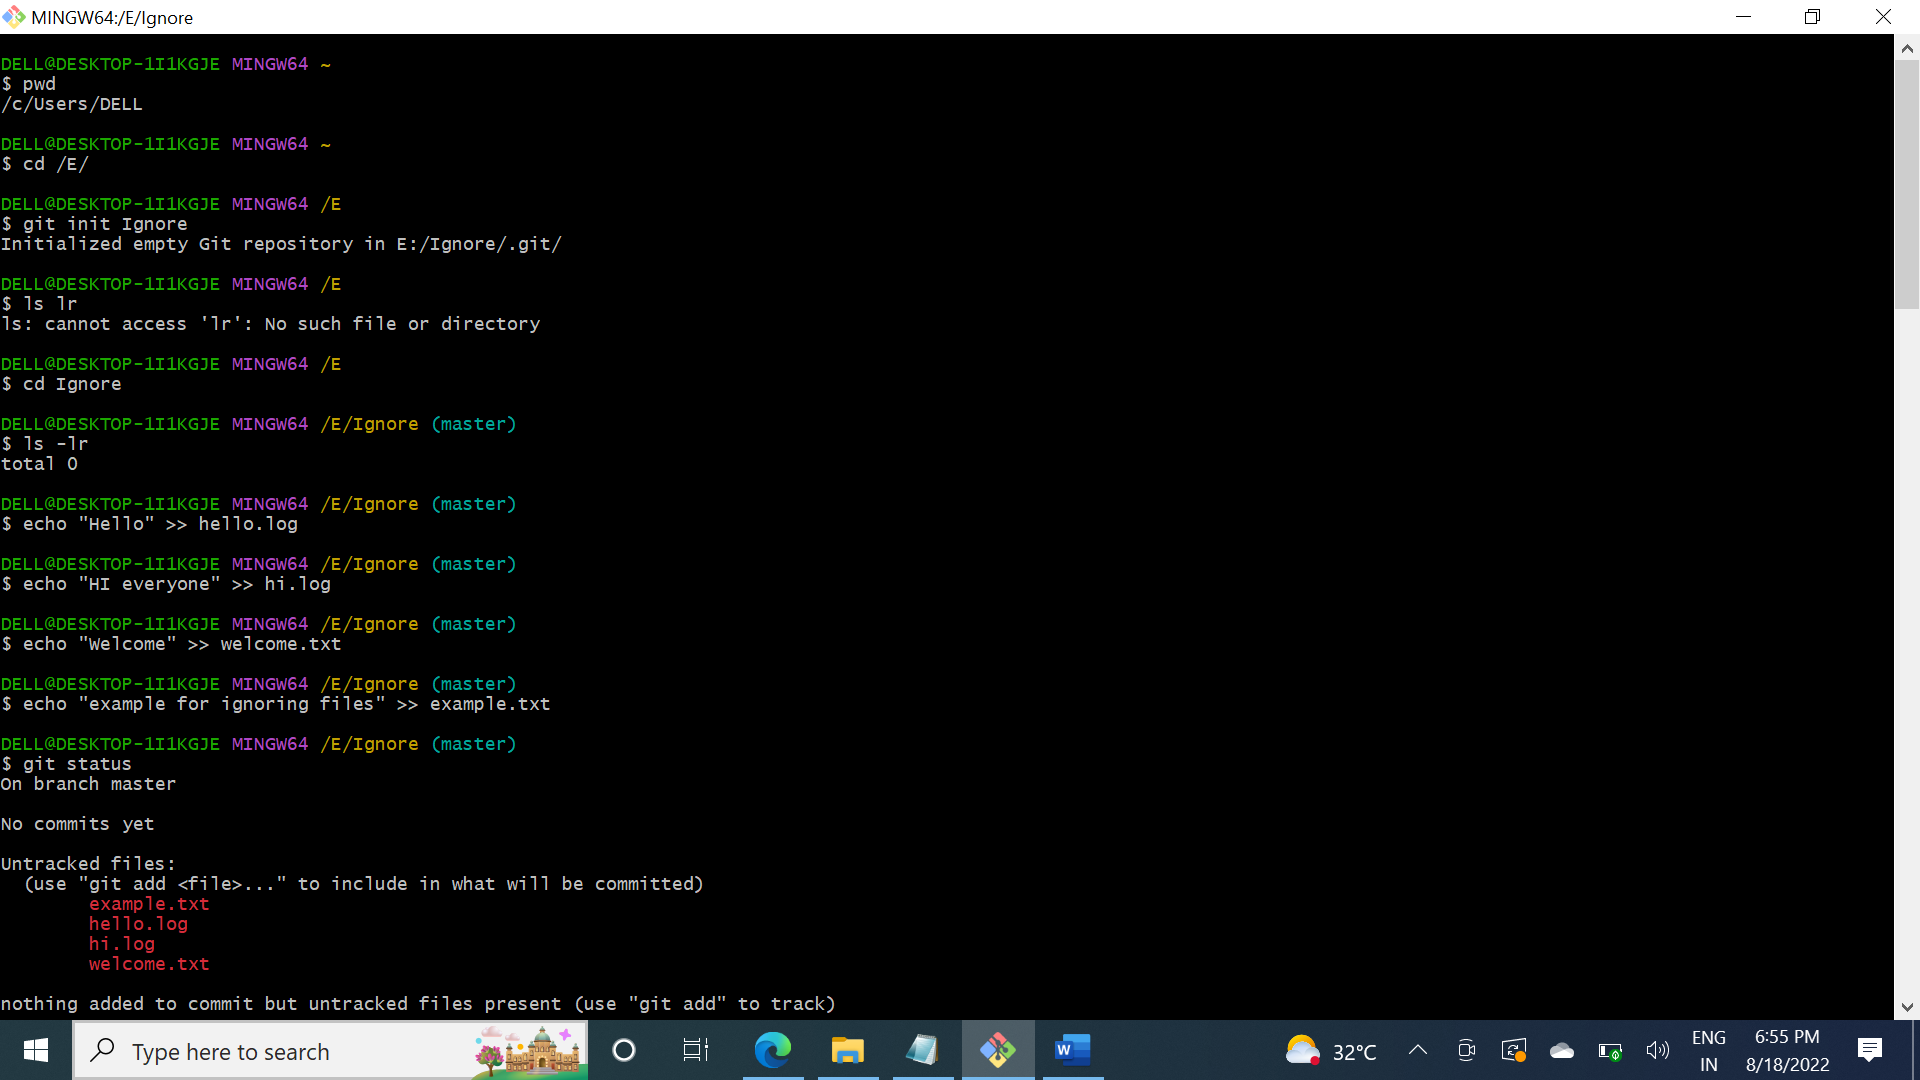 MINGW64:/E/Ignore
DELL@DESKTOP-1I1KGJE MINGW64 ~
$ pwd
/c/Users/DELL
DELL@DESKTOP-1I1KGJE MINGW64 ~
$ cd /E/
DELL@DESKTOP-1I1KGJE MINGW64 /E
$ git init Ignore
Initialized empty Git repository in E:/Ignore/.git/
DELL@DESKTOP-1I1KGJE MINGW64 /E
$ ls lr
ls: cannot access 'lr': No such file or directory
DELL@DESKTOP-1I1KGJE MINGW64 /E
$ cd Ignore
DELL@DESKTOP-1I1KGJE MINGW64 /E/Ignore (master)
$ ls -lr
total 0
DELL@DESKTOP-1I1KGJE MINGW64 /E/Ignore (master)
$ echo "Hello" >> hello.log
DELL@DESKTOP-1I1KGJE MINGW64 /E/Ignore (master)
$ echo "HI everyone" >> hi.log
DELL@DESKTOP-1I1KGJE MINGW64 /E/Ignore (master)
$ echo "Welcome" >> welcome.txt
DELL@DESKTOP-1I1KGJE MINGW64 /E/Ignore (master)
$ echo "example for ignoring files" >> example.txt
DELL@DESKTOP-1I1KGJE MINGW64 /E/Ignore (master)
$ git status
On branch master
No commits yet
Untracked files:
(use "git add <file>..." to include in what will be committed)
example.txt
hello.log
hi.log
welcome.txt
nothing added to commit but untracked files present (use "git add" to track)
Type here to search
W
32°C
ENG
IN
6:55 PM
8/18/2022